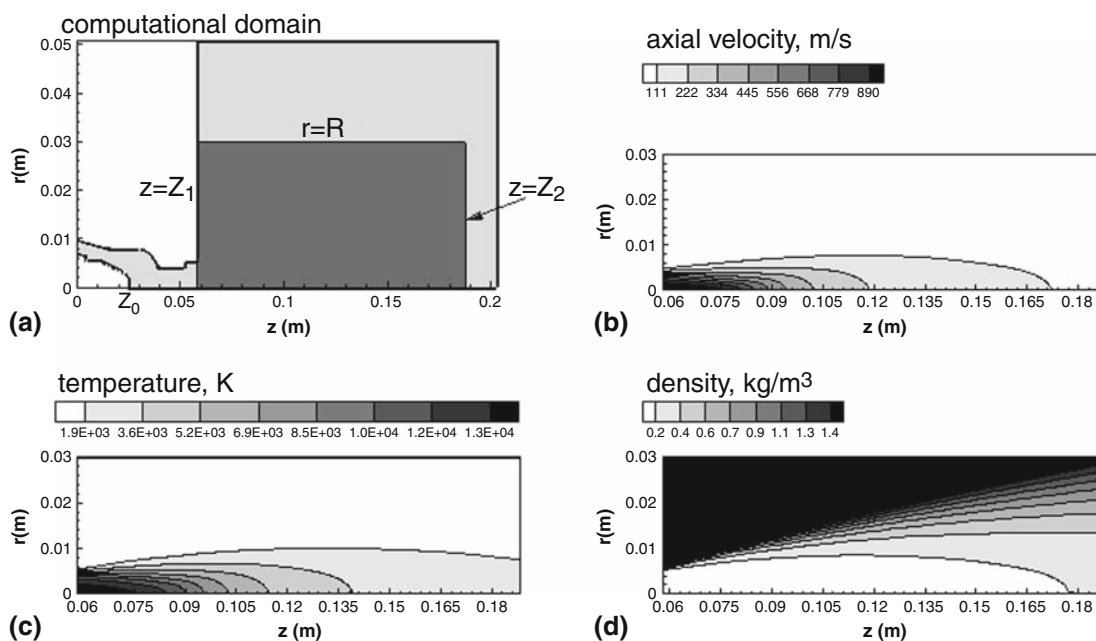 computational domain
0.05
0.04
0.03
0.02
0.01
0
r(m)
r=R
z=Z1
z=Z2
Z0
0 0.05 0.1 0.15 0.2
z (m)
(a)
axial velocity, m/s
111 222 334 445 556 668 779 890
0.03
0.02
0.01
0
r(m)
0.06 0.075 0.09 0.105 0.12 0.135 0.15 0.165 0.18
z (m)
(b)
temperature, K
1.9E+03 3.6E+03 5.2E+03 6.9E+03 8.5E+03 1.0E+04 1.2E+04 1.3E+04
0.03
0.02
0.01
0
r(m)
0.06 0.075 0.09 0.105 0.12 0.135 0.15 0.165 0.18
z (m)
(c)
density, kg/m3
0.2 0.4 0.6 0.7 0.9 1.1 1.3 1.4
0.03
0.02
0.01
0
r(m)
0.06 0.075 0.09 0.105 0.12 0.135 0.15 0.165 0.18
z (m)
(d)